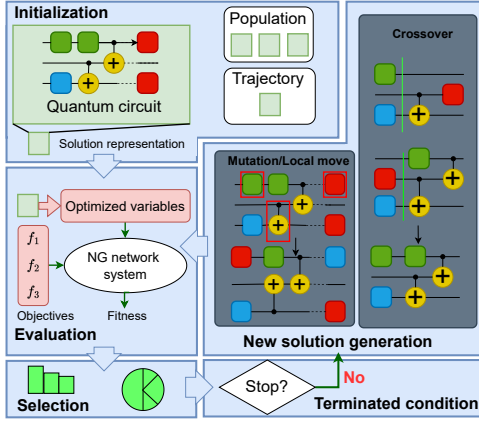 Initialization
Quantum circuit
Solution representation
Population
Trajectory
Crossover
Mutation/Local move
New solution generation
Optimized variables
f1
f2
f3
Objectives
NG network
system
Fitness
Evaluation
Selection
Stop?
No
Terminated condition